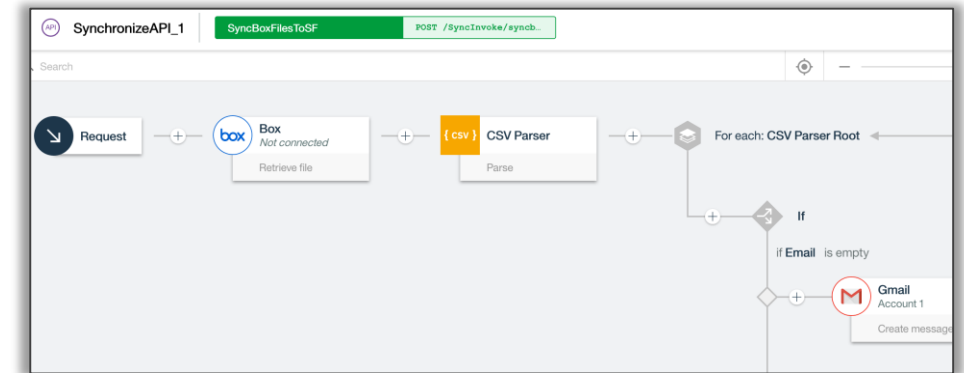 API
SynchronizeAPI_1
SyncBoxFilesToSF
POST /SyncInvoke/syncb…
Search
Request
box
Box
Not connected
Retrieve file
{ csv }
CSV Parser
Parse
For each: CSV Parser Root
If
if Email is empty
Gmail
Account 1
Create message